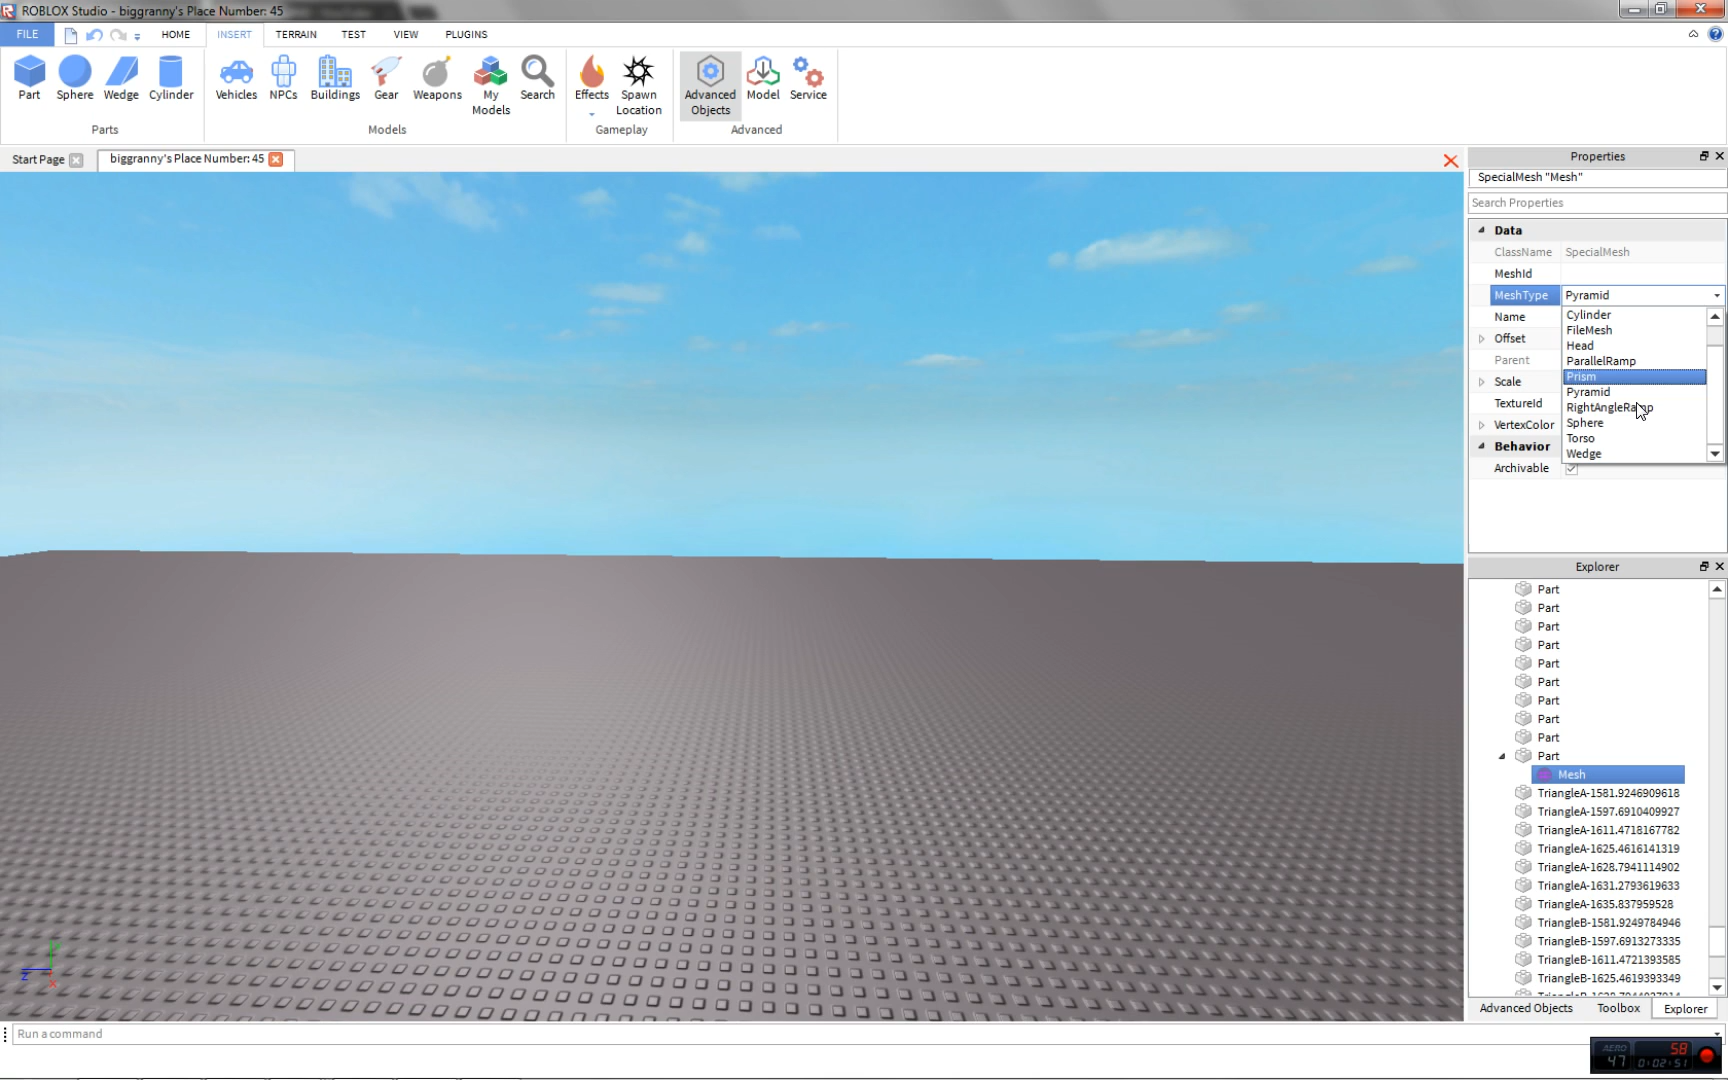 ROBLOX Studio - biggranny's Place Number: 45
FILE HOME INSERT TERRAIN TEST VIEW PLUGINS
Part Sphere Wedge Cylinder Vehicles NPCs Buildings Gear Weapons My Models Search Effects Spawn Location Advanced Objects Model Service
Parts Models Gameplay Advanced
Start Page biggranny's Place Number: 45
Properties
SpecialMesh "Mesh"
Search Properties
Data
ClassName SpecialMesh
MeshId
MeshType Pyramid
Name
Offset
Parent
Scale
TextureId
VertexColor
Behavior
Archivable
Cylinder
FileMesh
Head
ParallelRamp
Prism
Pyramid
RightAngleRamp
Sphere
Torso
Wedge
Explorer
Part
Part
Part
Part
Part
Part
Part
Part
Part
Part
Mesh
TriangleA-1581.9246909618
TriangleA-1597.6910409927
TriangleA-1611.4718167782
TriangleA-1625.4616141319
TriangleA-1628.7941114902
TriangleA-1631.2793619633
TriangleA-1635.837959528
TriangleB-1581.9249784946
TriangleB-1597.6913273335
TriangleB-1611.4721393585
TriangleB-1625.4619393349
Advanced Objects Toolbox Explorer
Run a command
AERO 58
47 0:02:51